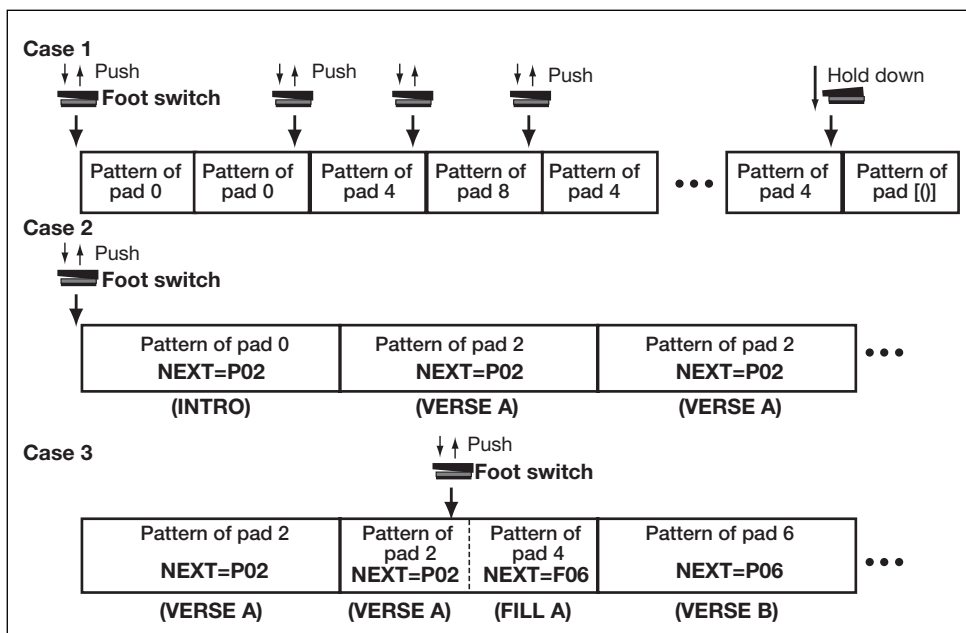 Case 1
Push Push Push Hold down
Foot switch
Pattern of Pattern of Pattern of Pattern of Pattern of Pattern of Pattern of
pad 0 pad 0 pad 4 pad 8 pad 4 ••• pad 4 pad [()]
Case 2
Push
Foot switch
Pattern of pad 0 Pattern of pad 2 Pattern of pad 2
NEXT=P02 NEXT=P02 NEXT=P02 •••
(INTRO) (VERSE A) (VERSE A)
Case 3
Push
Foot switch
Pattern of pad 2 Pattern of pad 2 Pattern of pad 4 Pattern of pad 6
NEXT=P02 NEXT=P02 NEXT=F06 NEXT=P06 •••
(VERSE A) (VERSE A) (FILL A) (VERSE B)